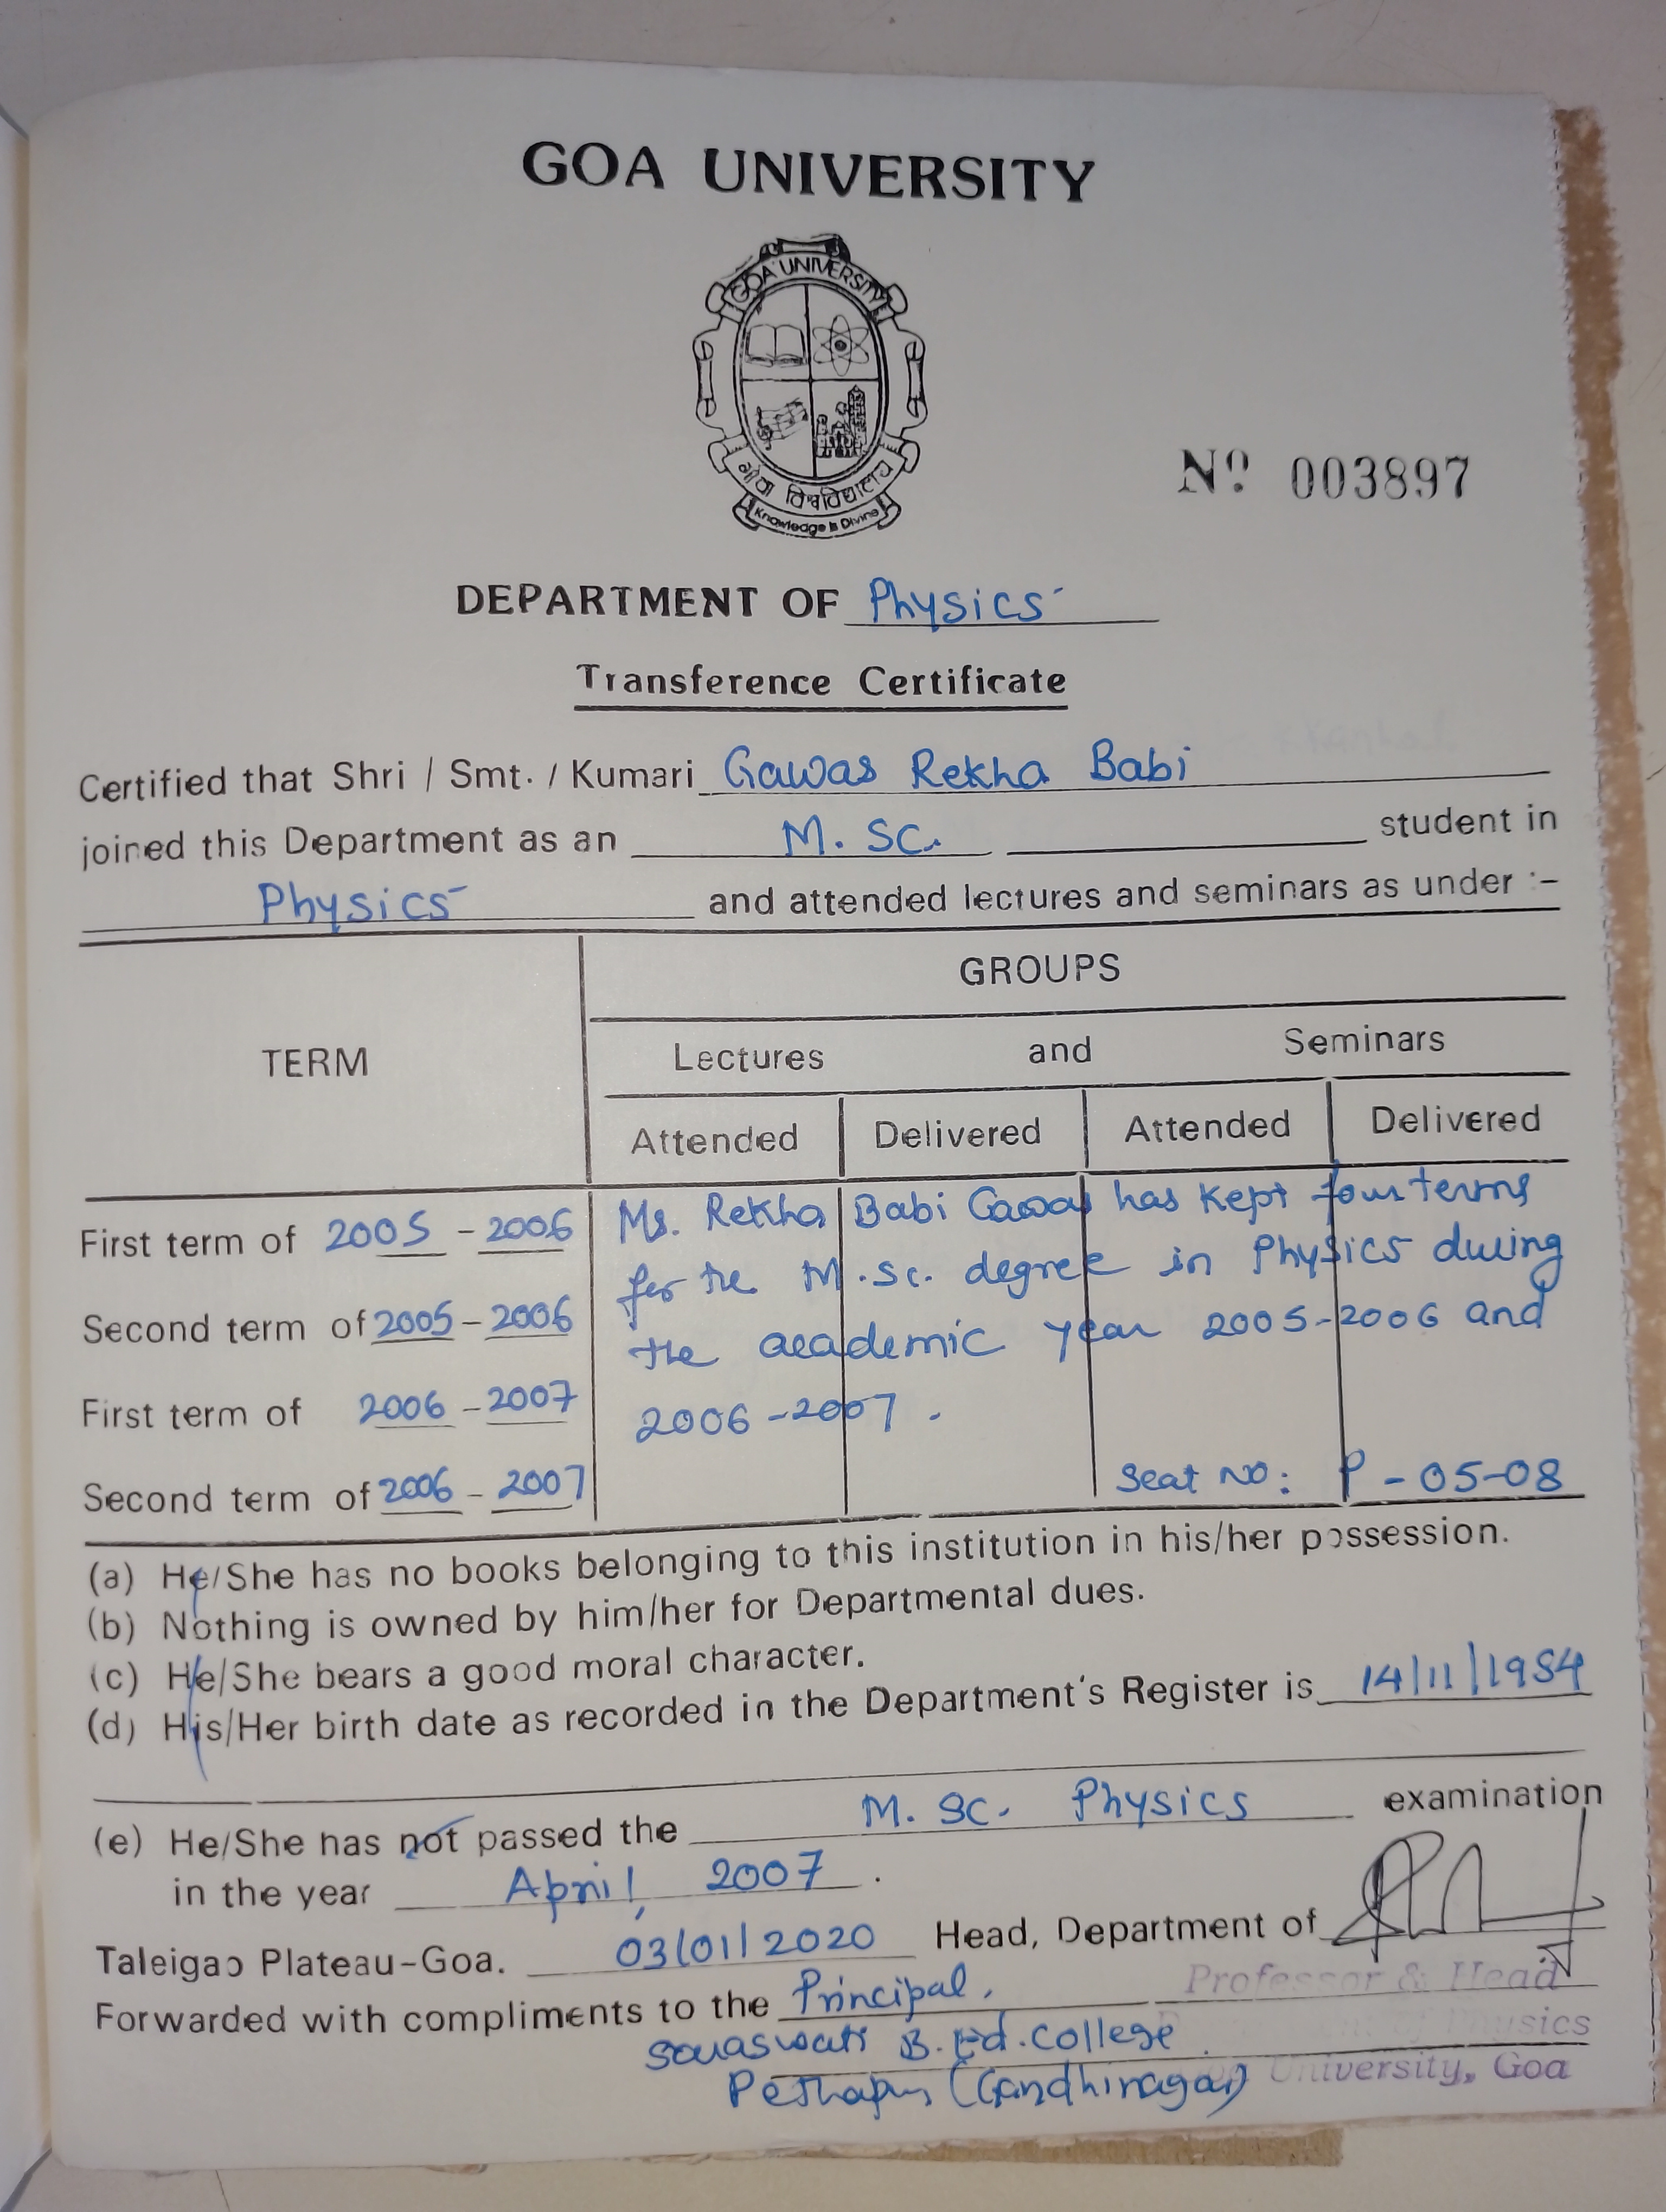 GOA UNIVERSITY
GOA UNIVERSITY
गोंय विश्वविद्यालय
Knowledge is Divine
Nº 003897
DEPARTMENT OF Physics
Transference Certificate
Certified that Shri / Smt. / Kumari Gawas Rekha Babi
joined this Department as an M. SC. student in
Physics and attended lectures and seminars as under :-
GROUPS
TERM
Lectures and Seminars
Attended Delivered Attended Delivered
First term of 2005 - 2006 Ms. Rekha Babi Gawas has kept four terms
for the M.Sc. degree in Physics during
Second term of 2005 - 2006 the academic year 2005-2006 and
First term of 2006 - 2007 2006-2007.
Second term of 2006 - 2007 Seat NO: P - 05-08
(a) He/She has no books belonging to this institution in his/her possession.
(b) Nothing is owned by him/her for Departmental dues.
(c) He/She bears a good moral character.
(d) His/Her birth date as recorded in the Department's Register is 14/11/1984
(e) He/She has not passed the M. SC. Physics examination
in the year April, 2007.
Taleigao Plateau-Goa. 03/01/2020 Head, Department of
Professor & Head
Forwarded with compliments to the Principal,
Physics
Saraswati B.Ed. College
University, Goa
Pethapur (Gandhinagar)